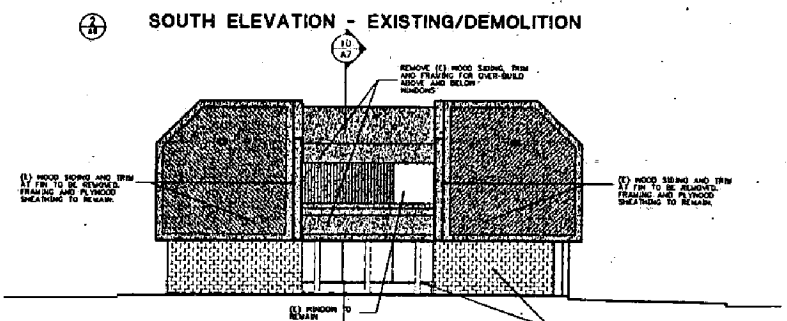 2
A8
SOUTH ELEVATION - EXISTING/DEMOLITION
10
A7
REMOVE (E) WOOD SIDING, TRIM
AND FRAMING FOR OVER-BUILD
ABOVE AND BELOW
WINDOWS
(E) WOOD SIDING AND TRIM
AT FIN TO BE REMOVED.
FRAMING AND PLYWOOD
SHEATHING TO REMAIN.
(E) WOOD SIDING AND TRIM
AT FIN TO BE REMOVED.
FRAMING AND PLYWOOD
SHEATHING TO REMAIN.
(E) WINDOW TO
REMAIN